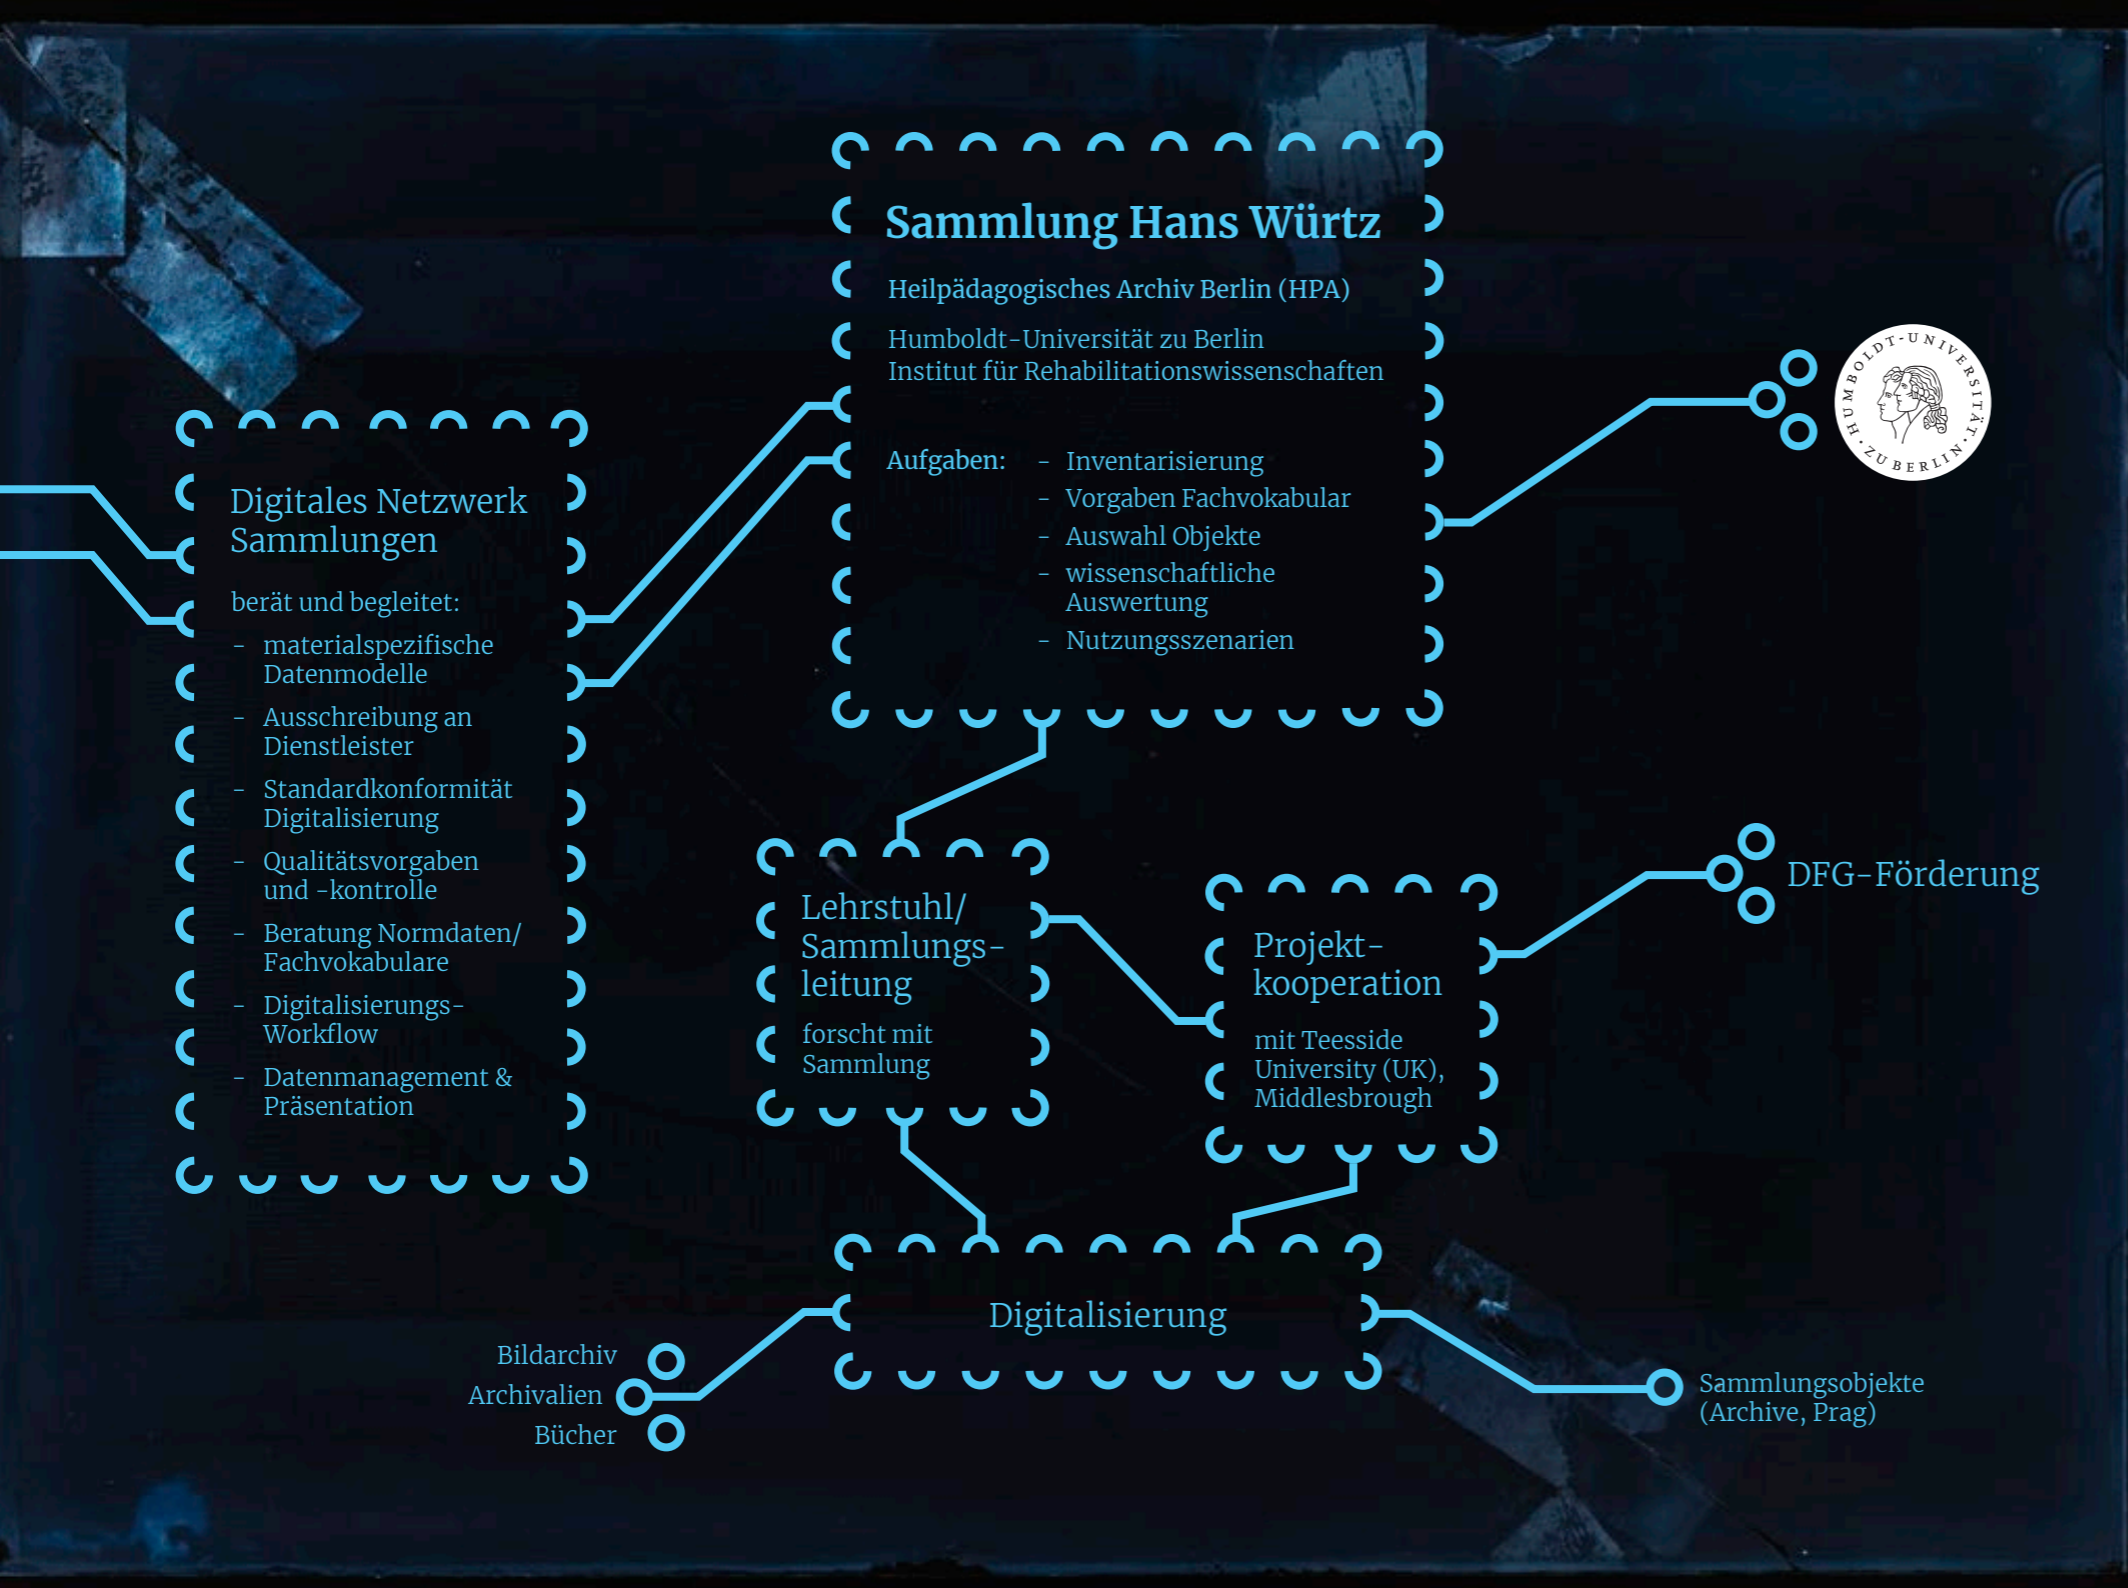 Sammlung Hans Würtz
Heilpädagogisches Archiv Berlin (HPA)
Humboldt-Universität zu Berlin
Institut für Rehabilitationswissenschaften
Aufgaben:
- Inventarisierung
- Vorgaben Fachvokabular
- Auswahl Objekte
- wissenschaftliche
Auswertung
- Nutzungsszenarien
HUMBOLDT-UNIVERSITÄT · ZU BERLIN ·
Digitales Netzwerk
Sammlungen
berät und begleitet:
- materialspezifische
Datenmodelle
- Ausschreibung an
Dienstleister
- Standardkonformität
Digitalisierung
- Qualitätsvorgaben
und -kontrolle
- Beratung Normdaten/
Fachvokabulare
- Digitalisierungs-
Workflow
- Datenmanagement &
Präsentation
Lehrstuhl/
Sammlungs-
leitung
forscht mit
Sammlung
Projekt-
kooperation
mit Teesside
University (UK),
Middlesbrough
DFG-Förderung
Digitalisierung
Bildarchiv
Archivalien
Bücher
Sammlungsobjekte
(Archive, Prag)